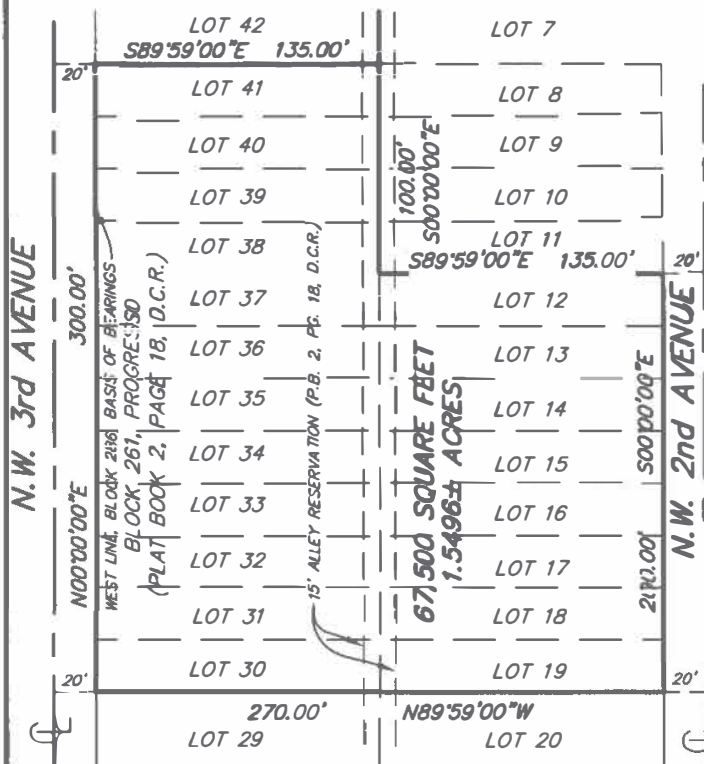 LOT 42
LOT 7
S89°59'00"E 135.00'
20'
LOT 41
LOT 8
LOT 40
LOT 9
LOT 39
LOT 10
100.00'
S00°00'00"E
LOT 38
LOT 11
S89°59'00"E 135.00'
20'
LOT 37
LOT 12
LOT 36
LOT 13
LOT 35
LOT 14
LOT 34
LOT 15
LOT 33
LOT 16
LOT 32
LOT 17
LOT 31
LOT 18
LOT 30
LOT 19
20'
20'
270.00'
N89°59'00"W
LOT 29
LOT 20
N.W. 3rd AVENUE
300.00'
N00°00'00"E
WEST LINE, BLOCK BASIS OF BEARINGS
BLOCK 261, PROGRESSO
(PLAT BOOK 2, PAGE 18, D.C.R.)
15' ALLEY RESERVATION (P.B. 2, PG. 18, D.C.R.)
67,500 SQUARE FEET
1.5496± ACRES
S00°00'00"E
N.W. 2nd AVENUE